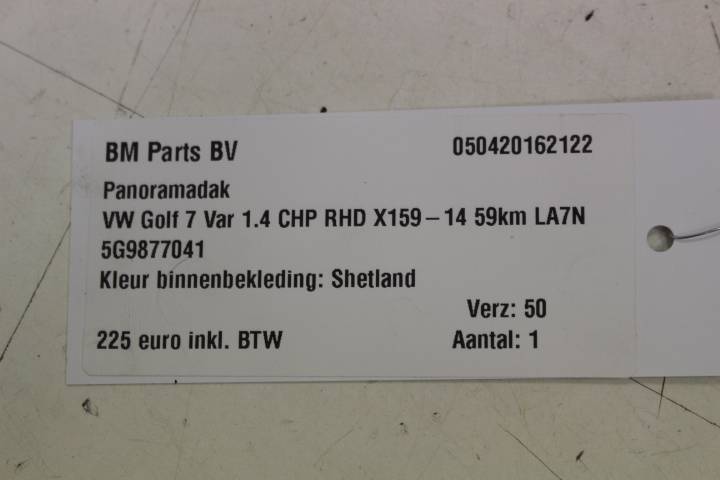 BM Parts BV 050420162122
Panoramadak
VW Golf 7 Var 1.4 CHP RHD X159-14 59km LA7N
5G9877041
Kleur binnenbekleding: Shetland
Verz: 50
225 euro inkl. BTW Aantal: 1